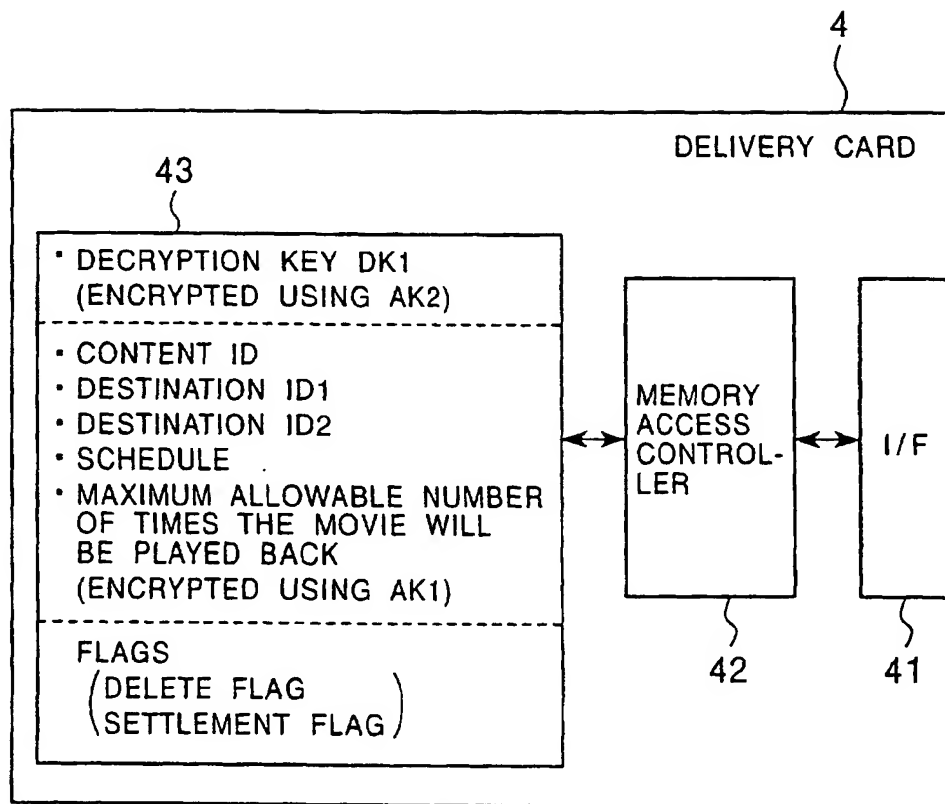 4
DELIVERY CARD
43
· DECRYPTION KEY DK1
(ENCRYPTED USING AK2)
· CONTENT ID
· DESTINATION ID1
· DESTINATION ID2
· SCHEDULE
· MAXIMUM ALLOWABLE NUMBER
OF TIMES THE MOVIE WILL
BE PLAYED BACK
(ENCRYPTED USING AK1)
FLAGS
(DELETE FLAG
SETTLEMENT FLAG)
MEMORY
ACCESS
CONTROL-
LER
I/F
42
41